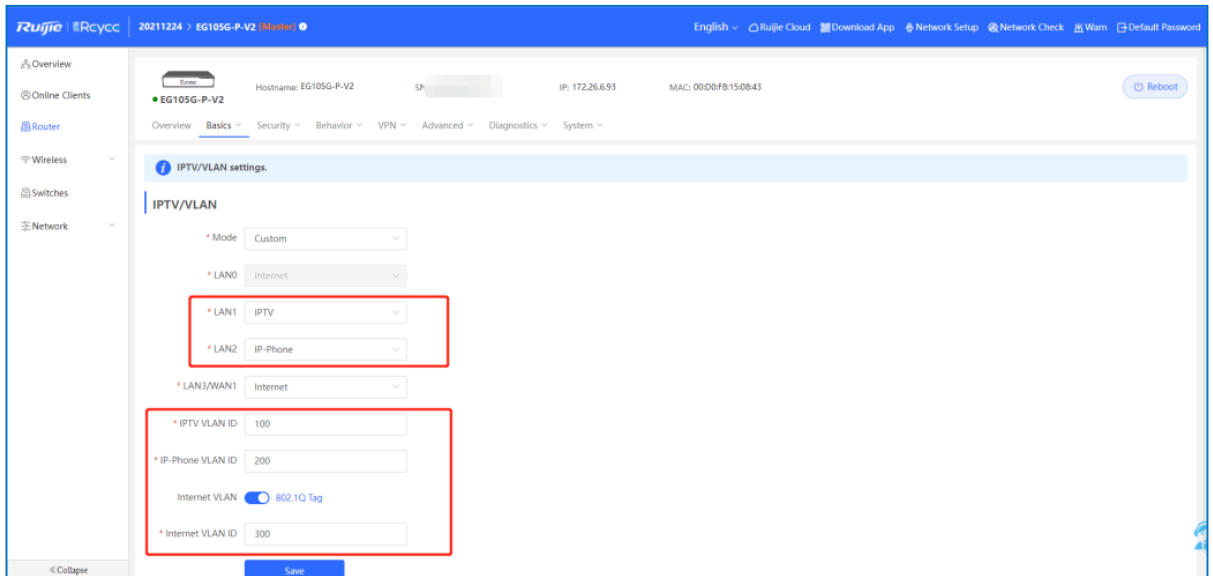 Ruijie | Rcycc 20211224 > EG105G-P-V2 [Master] English Ruijie Cloud Download App Network Setup Network Check Warn Default Password
Overview
Online Clients
Router
Wireless
Switches
Network
Collapse
Router
EG105G-P-V2
Hostname: EG105G-P-V2 IP: 172.26.6.93 MAC: 00:D0:F8:15:08:43 Reboot
Overview Basics Security Behavior VPN Advanced Diagnostics System
IPTV/VLAN settings.
IPTV/VLAN
* Mode Custom
* LAN0 Internet
* LAN1 IPTV
* LAN2 IP-Phone
* LAN3/WAN1 Internet
* IPTV VLAN ID 100
* IP-Phone VLAN ID 200
Internet VLAN 802.1Q Tag
* Internet VLAN ID 300
Save